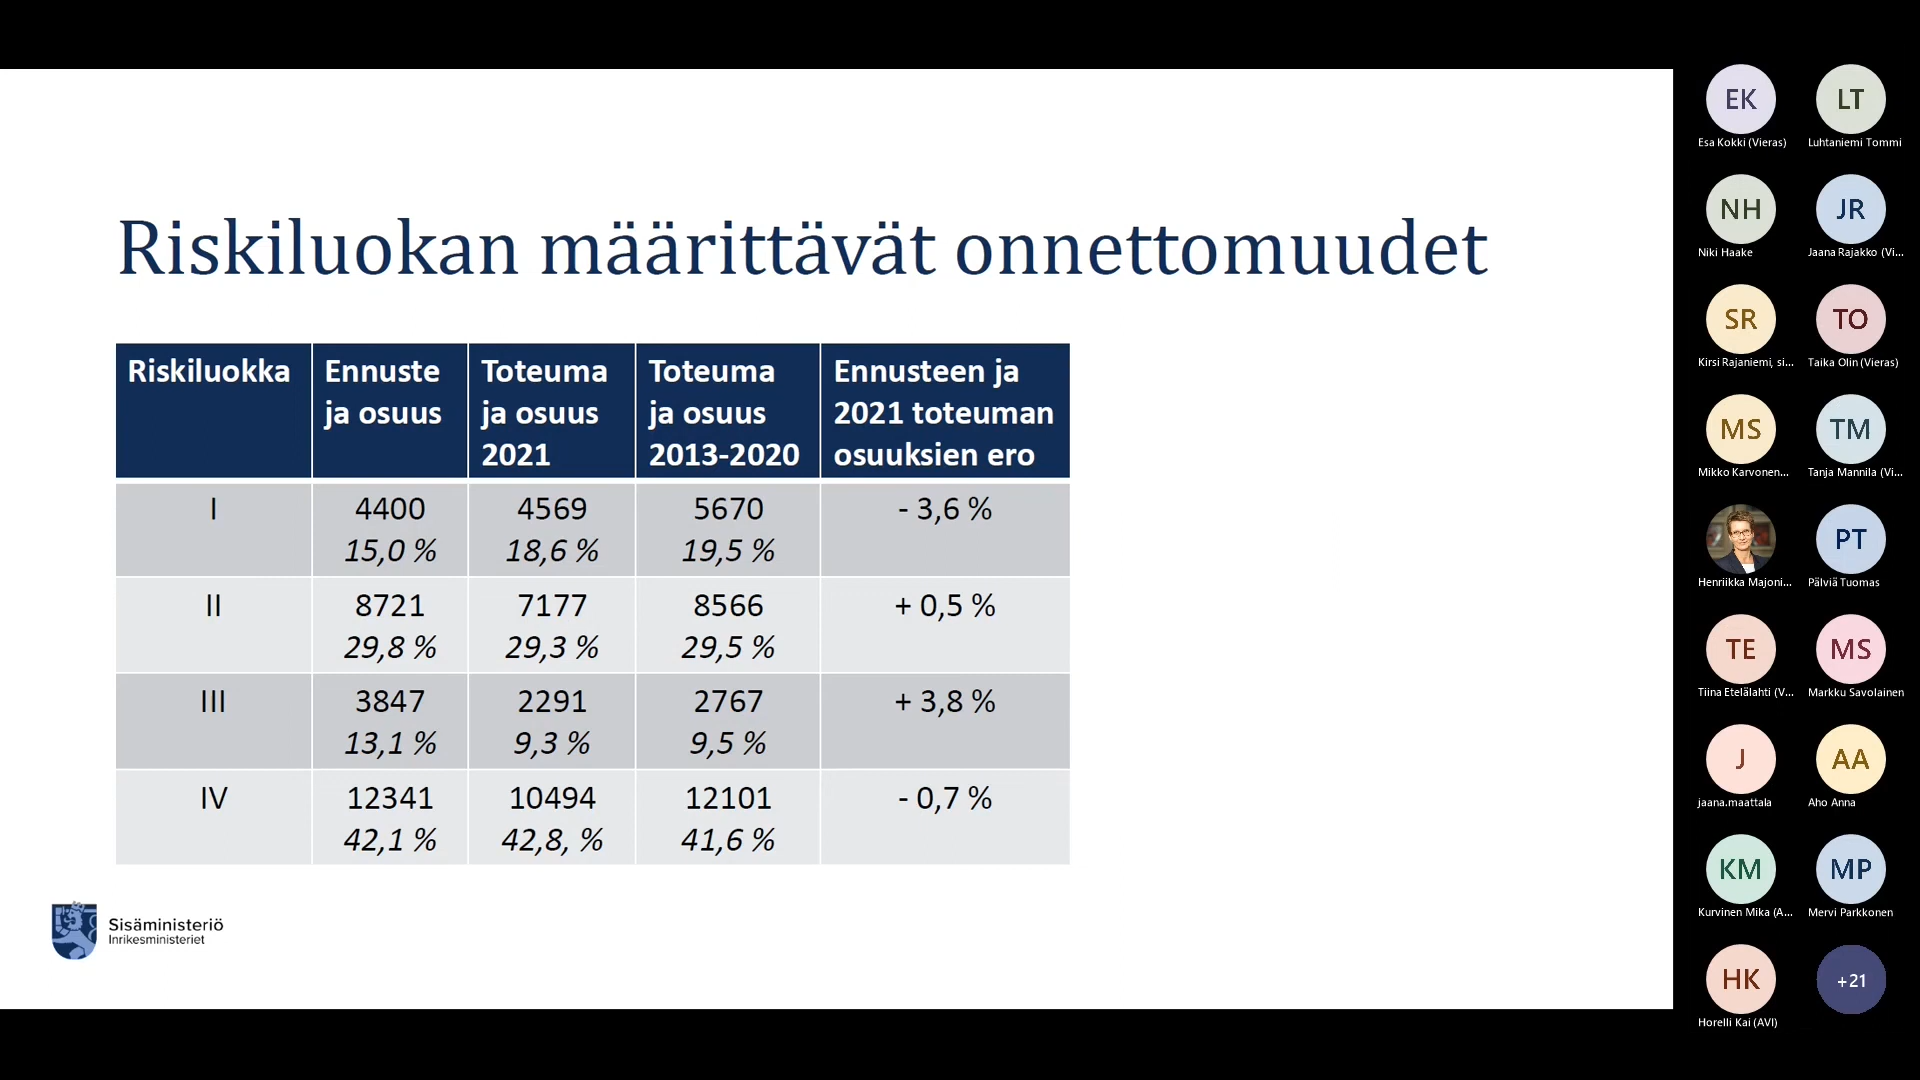 Riskiluokan määrittävät onnettomuudet
Riskiluokka
Ennuste
ja osuus
Toteuma
ja osuus
2021
Toteuma
ja osuus
2013-2020
Ennusteen ja
2021 toteuman
osuuksien ero
I
4400
15,0 %
4569
18,6 %
5670
19,5 %
- 3,6 %
II
8721
29,8 %
7177
29,3 %
8566
29,5 %
+ 0,5 %
III
3847
13,1 %
2291
9,3 %
2767
9,5 %
+ 3,8 %
IV
12341
42,1 %
10494
42,8, %
12101
41,6 %
- 0,7 %
Sisäministeriö
Inrikesministeriet
EK
Esa Kokki (Vieras)
LT
Luhtaniemi Tommi
NH
Niki Haake
JR
Jaana Rajakko (Vi...
SR
Kirsi Rajaniemi, si...
TO
Taika Olin (Vieras)
MS
Mikko Karvonen...
TM
Tanja Mannila (Vi...
Henriikka Majoni...
PT
Pälviä Tuomas
TE
Tiina Etelälahti (V...
MS
Markku Savolainen
J
jaana.maattala
AA
Aho Anna
KM
Kurvinen Mika (A...
MP
Mervi Parkkonen
HK
Horelli Kai (AVI)
+21